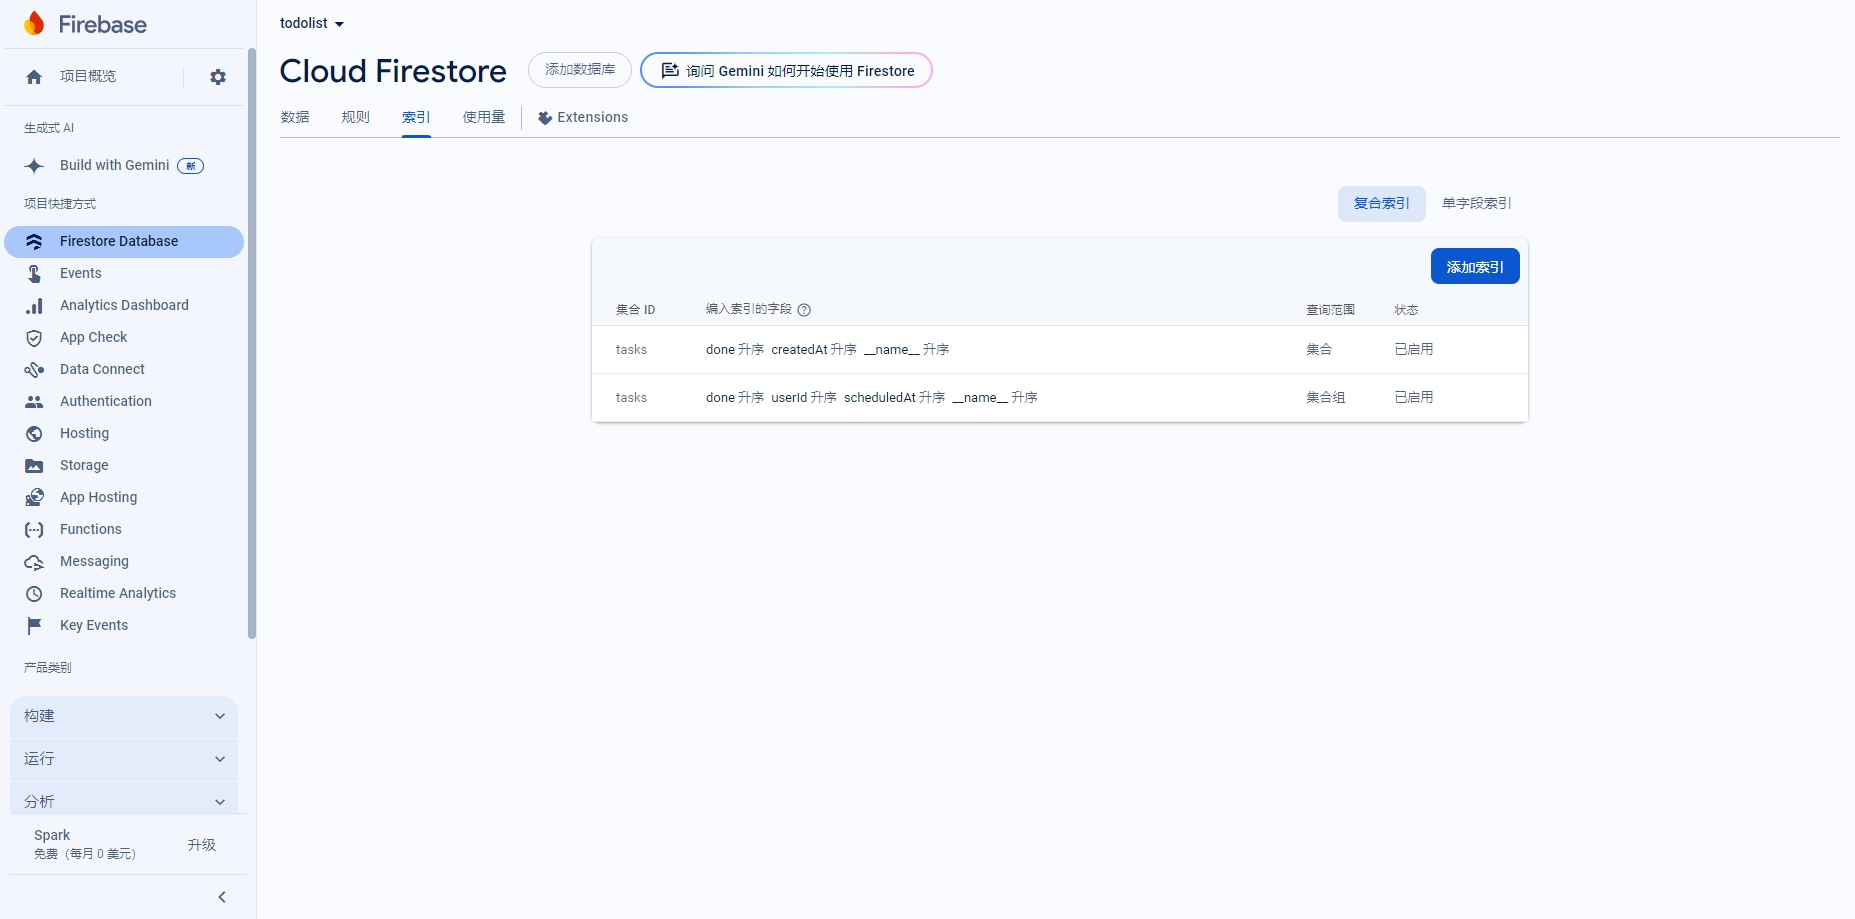 Firebase
项目概览
生成式 AI
Build with Gemini 新
项目快捷方式
Firestore Database
Events
Analytics Dashboard
App Check
Data Connect
Authentication
Hosting
Storage
App Hosting
Functions
Messaging
Realtime Analytics
Key Events
产品类别
构建
运行
分析
Spark
免费（每月 0 美元）
升级
todolist
Cloud Firestore 添加数据库 询问 Gemini 如何开始使用 Firestore
数据 规则 索引 使用量 Extensions
复合索引 单字段索引
添加索引
集合 ID 编入索引的字段 ? 查询范围 状态
tasks done 升序 createdAt 升序 __name__ 升序 集合 已启用
tasks done 升序 userId 升序 scheduledAt 升序 __name__ 升序 集合组 已启用